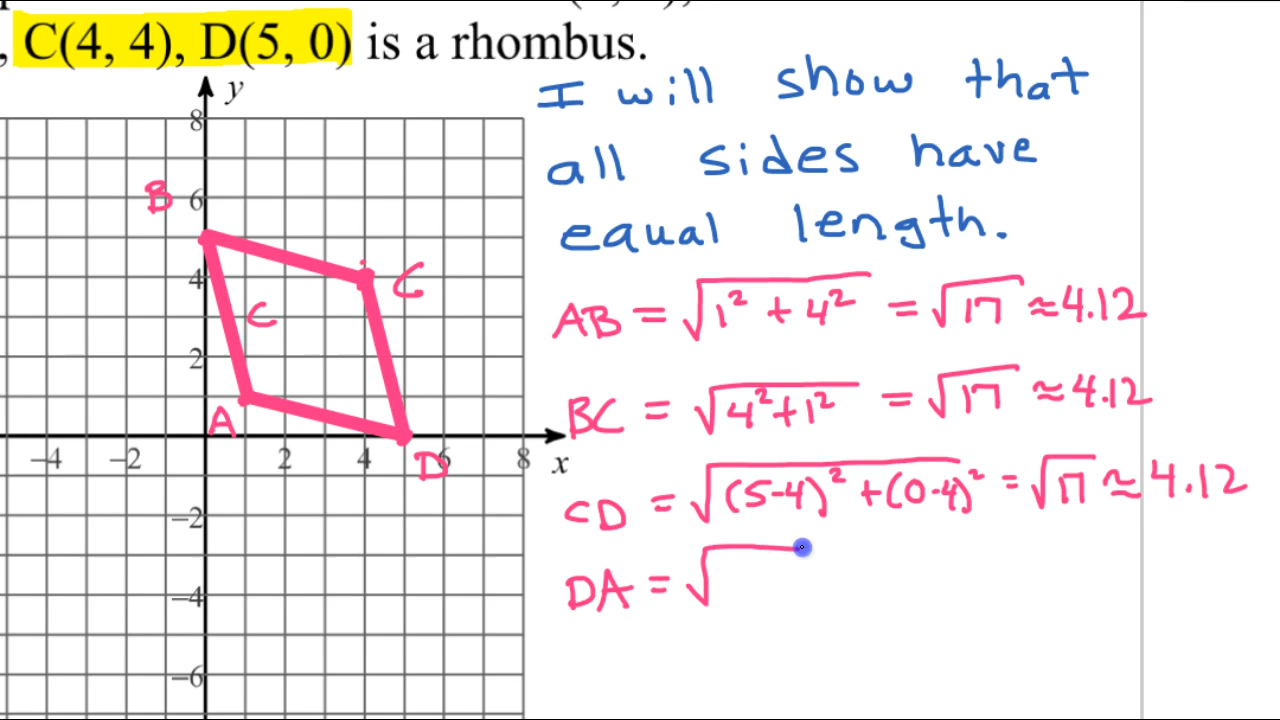 , C(4, 4), D(5, 0) is a rhombus.
y
I will show that
all sides have
equal length.
8
B 6
4 C
C
2
A
-4 -2 2 4 6 8 x
D
-2
-4
-6
AB = √1² + 4² = √17 ≈ 4.12
BC = √4² + 1² = √17 ≈ 4.12
CD = √(5-4)² + (0-4)² = √17 ≈ 4.12
DA = √